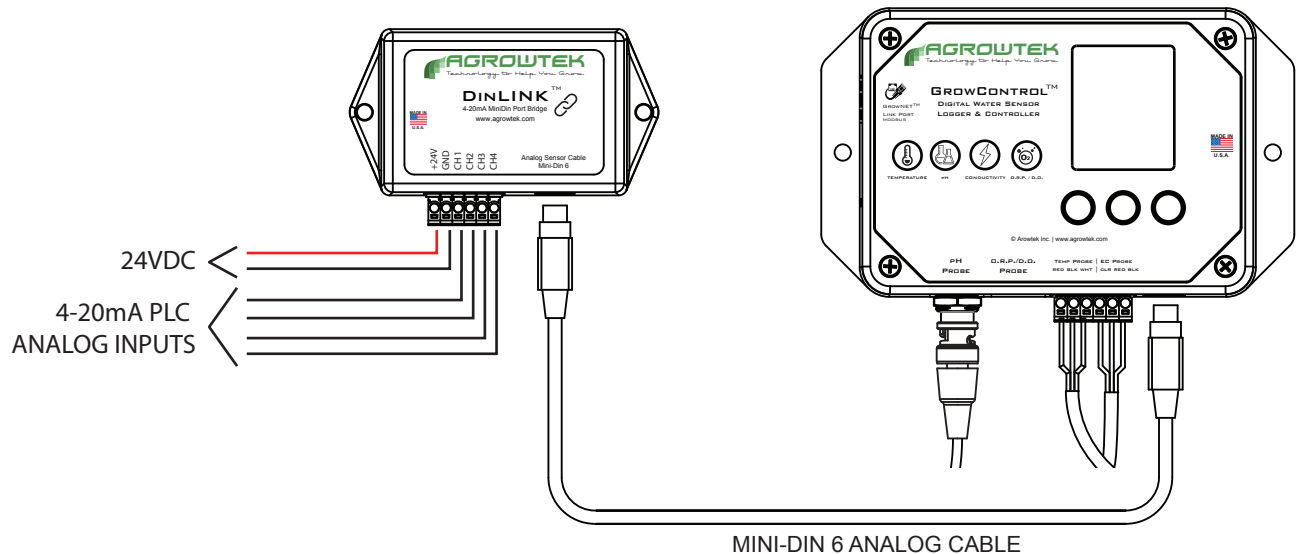 AGROWTEK
Technology to Help You Grow
DINLINK™
4-20mA MiniDin Port Bridge
www.agrowtek.com
MADE IN
U.S.A.
+24V
GND
CH1
CH2
CH3
CH4
Analog Sensor Cable
Mini-Din 6
24VDC
4-20mA PLC
ANALOG INPUTS
AGROWTEK
Technology to Help You Grow
GROWNET™
LINK PORT
MODBUS
GROWCONTROL™
DIGITAL WATER SENSOR
LOGGER & CONTROLLER
MADE IN
U.S.A.
O2
TEMPERATURE
PH
CONDUCTIVITY
O.R.P. / D.O.
© Arowtek Inc. | www.agrowtek.com
PH
PROBE
O.R.P./D.O.
PROBE
TEMP PROBE | EC PROBE
RED BLK WHT | CLR RED BLK
MINI-DIN 6 ANALOG CABLE